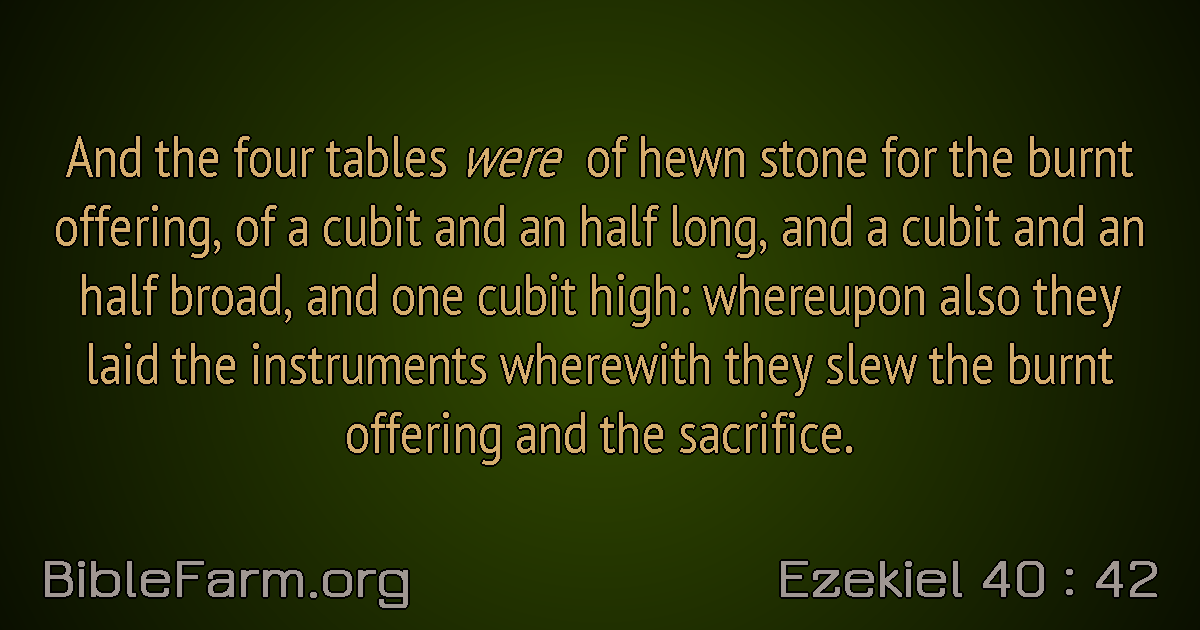 And the four tables were of hewn stone for the burnt
offering, of a cubit and an half long, and a cubit and an
half broad, and one cubit high: whereupon also they
laid the instruments wherewith they slew the burnt
offering and the sacrifice.
BibleFarm.org
Ezekiel 40 : 42